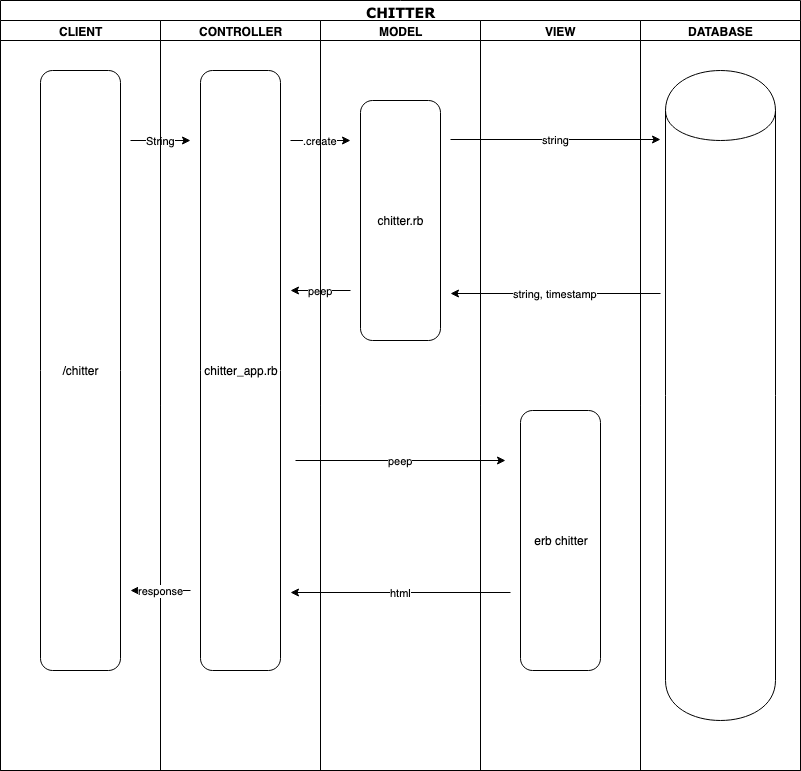 CHITTER
CLIENT
CONTROLLER
MODEL
VIEW
DATABASE
String
.create
string
chitter.rb
peep
string, timestamp
/chitter
chitter_app.rb
peep
erb chitter
response
html